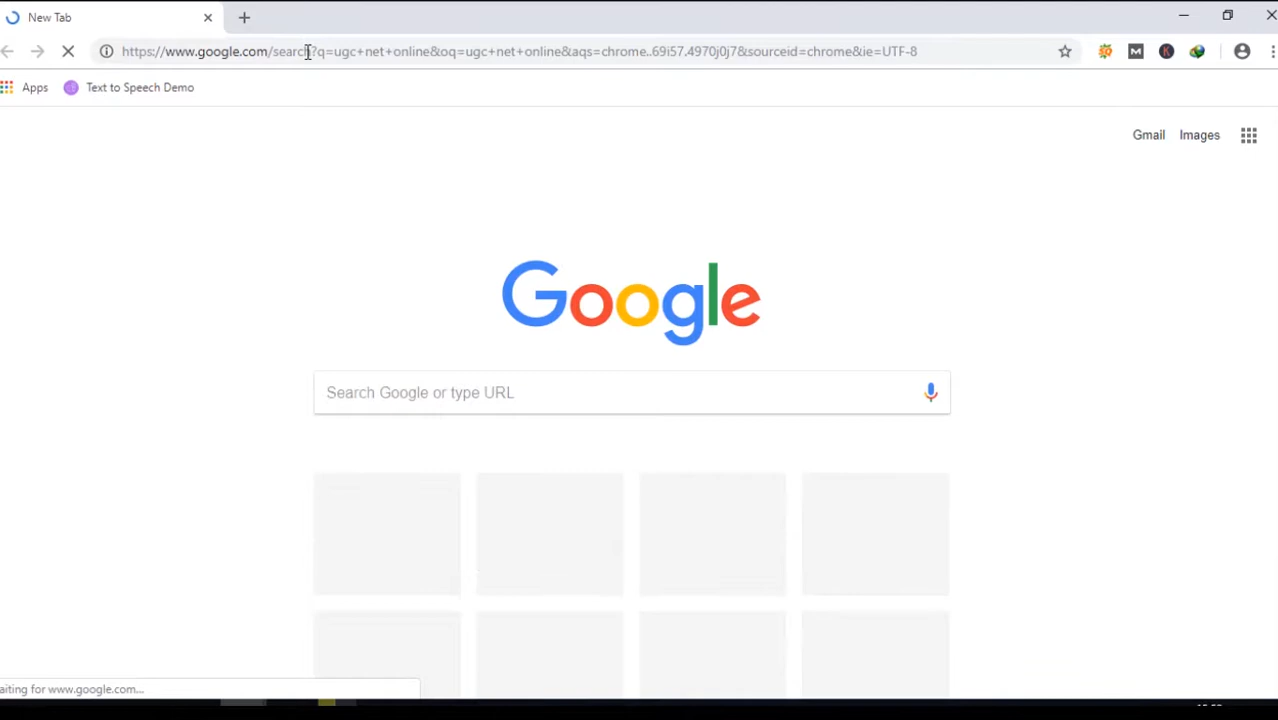 New Tab
https://www.google.com/search?q=ugc+net+online&oq=ugc+net+online&aqs=chrome..69i57.4970j0j7&sourceid=chrome&ie=UTF-8
M K
Apps Text to Speech Demo
Gmail Images
Google
Search Google or type URL
aiting for www.google.com...